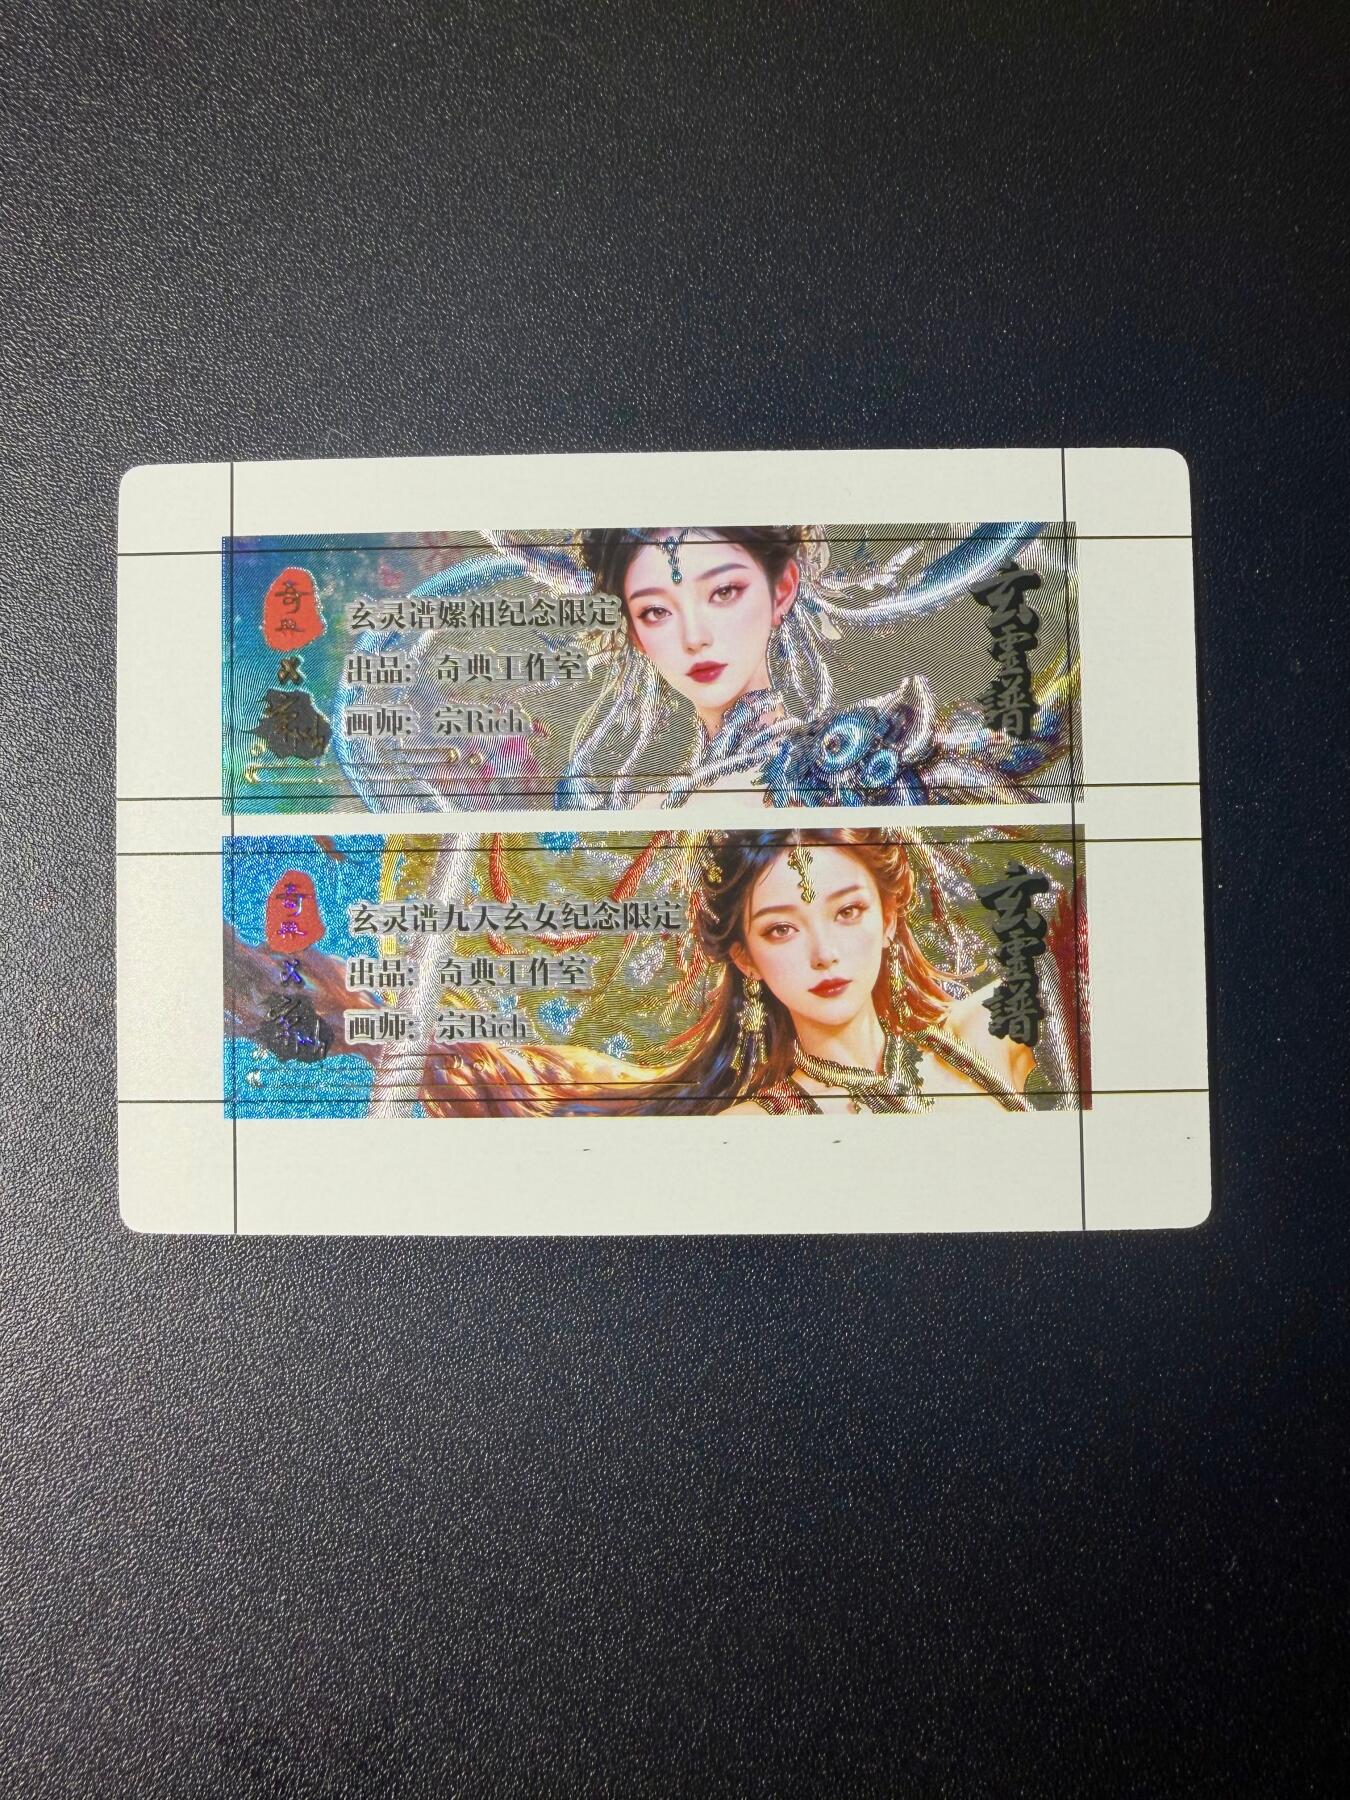 奇典
X
玄灵谱嫘祖纪念限定
出品：奇典工作室
画师：宗Rich
玄靈譜
奇典
X
玄灵谱九天玄女纪念限定
出品：奇典工作室
画师：宗Rich
玄靈譜